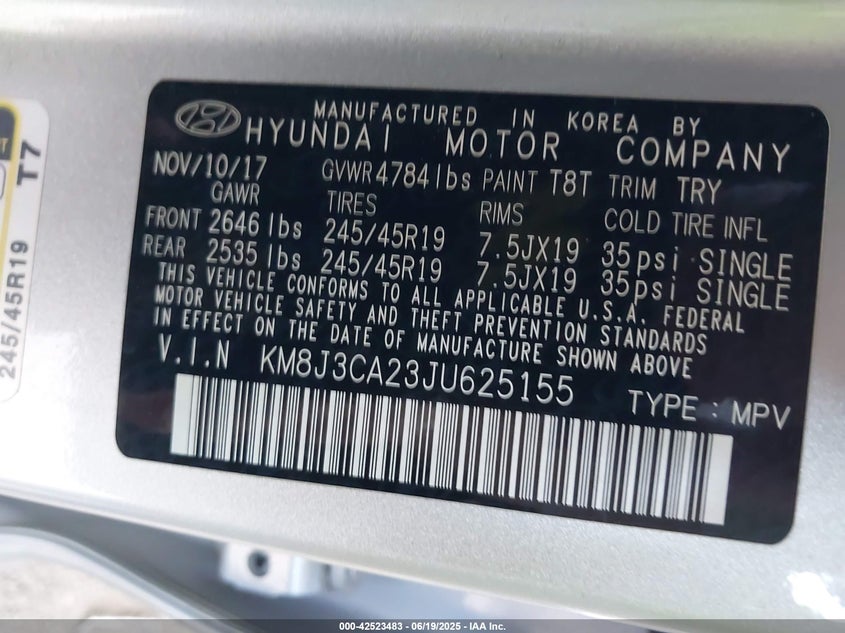 MANUFACTURED IN KOREA BY
HYUNDAI MOTOR COMPANY
NOV/10/17 GVWR 4784 lbs PAINT T8T TRIM TRY
GAWR TIRES RIMS COLD TIRE INFL
FRONT 2646 lbs 245/45R19 7.5JX19 35psi SINGLE
REAR 2535 lbs 245/45R19 7.5JX19 35psi SINGLE
THIS VEHICLE CONFORMS TO ALL APPLICABLE U.S.A. FEDERAL
MOTOR VEHICLE SAFETY AND THEFT PREVENTION STANDARDS
IN EFFECT ON THE DATE OF MANUFACTURE SHOWN ABOVE
V.I.N KM8J3CA23JU625155
TYPE : MPV
T7
245/45R19
000-42523483 - 06/19/2025 - IAA Inc.